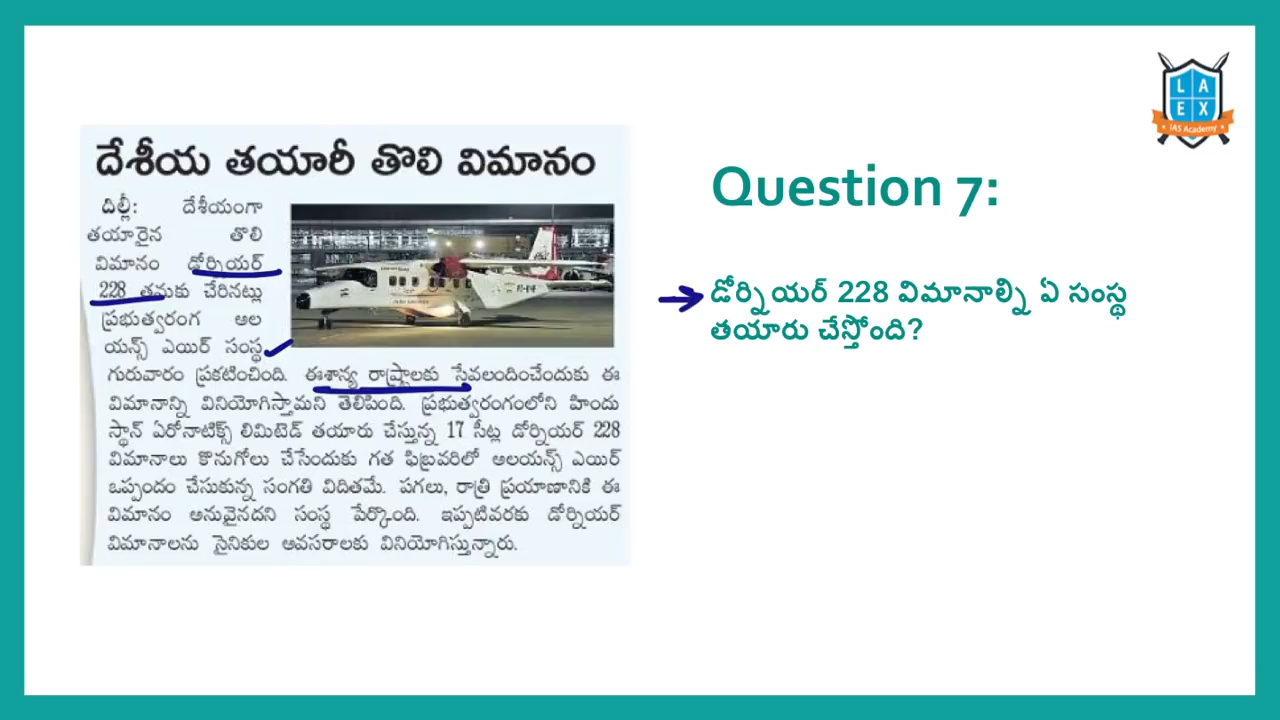 దేశీయ తయారీ తొలి విమానం
దిల్లీ: దేశీయంగా
తయారైన తొలి
విమానం డోర్నియర్
228 తమకు చేరినట్లు
ప్రభుత్వరంగ అల
యన్స్ ఎయిర్ సంస్థ
గురువారం ప్రకటించింది. ఈశాన్య రాష్ట్రాలకు సేవలందించేందుకు ఈ
విమానాన్ని వినియోగిస్తామని తెలిపింది. ప్రభుత్వరంగంలోని హిందు
స్థాన్ ఏరోనాటిక్స్ లిమిటెడ్ తయారు చేస్తున్న 17 సీట్ల డోర్నియర్ 228
విమానాలు కొనుగోలు చేసేందుకు గత ఫిబ్రవరిలో అలయన్స్ ఎయిర్
ఒప్పందం చేసుకున్న సంగతి విదితమే. పగలు, రాత్రి ప్రయాణానికి ఈ
విమానం అనువైనదని సంస్థ పేర్కొంది. ఇప్పటివరకు డోర్నియర్
విమానాలను సైనికుల అవసరాలకు వినియోగిస్తున్నారు.
Question 7:
డోర్నియర్ 228 విమానాల్ని ఏ సంస్థ
తయారు చేస్తోంది?
L A
E X
IAS Academy